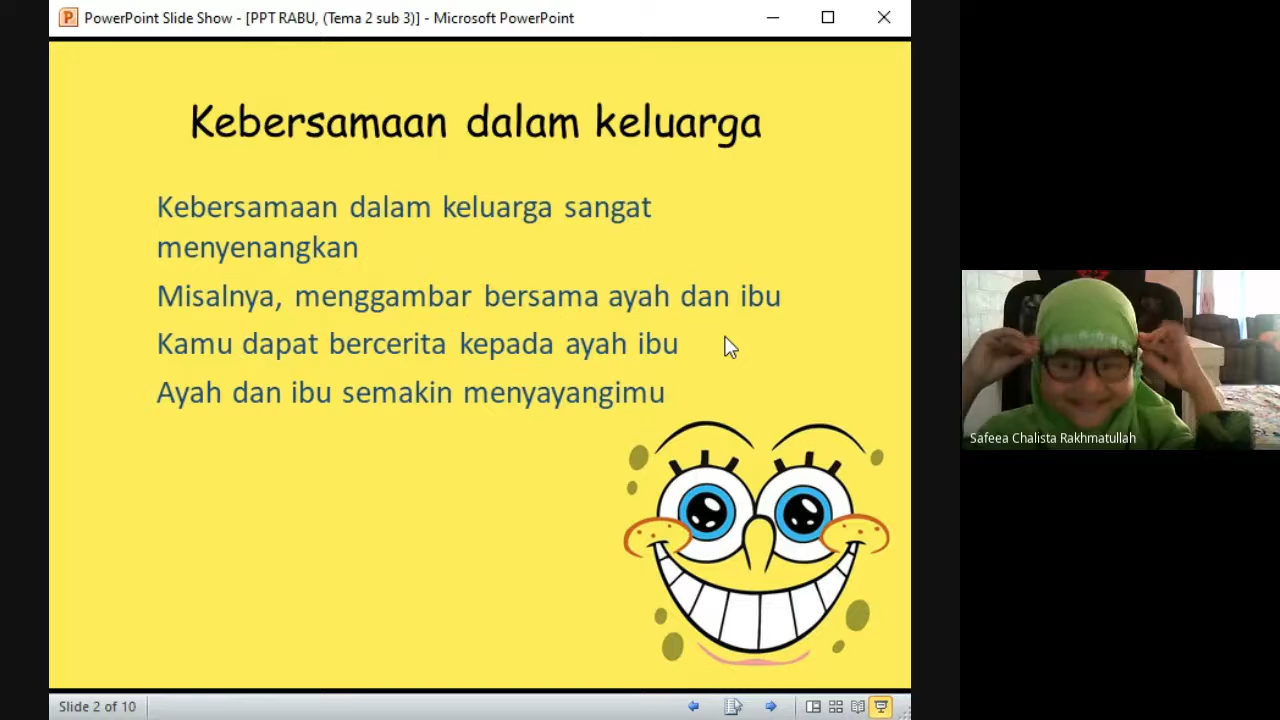 PowerPoint Slide Show - [PPT RABU, (Tema 2 sub 3)] - Microsoft PowerPoint
Kebersamaan dalam keluarga
Kebersamaan dalam keluarga sangat
menyenangkan
Misalnya, menggambar bersama ayah dan ibu
Kamu dapat bercerita kepada ayah ibu
Ayah dan ibu semakin menyayangimu
Safeea Chalista Rakhmatullah
Slide 2 of 10